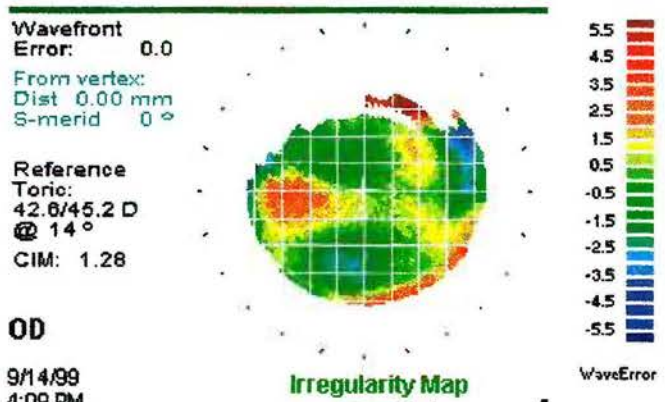 Wavefront
Error: 0.0
From vertex:
Dist 0.00 mm
S-merid 0 °
Reference
Toric:
42.6/45.2 D
@ 14 °
CIM: 1.28
OD
9/14/99
4:09 PM
Irregularity Map
5.5
4.5
3.5
2.5
1.5
0.5
-0.5
-1.5
-2.5
-3.5
-4.5
-5.5
WaveError